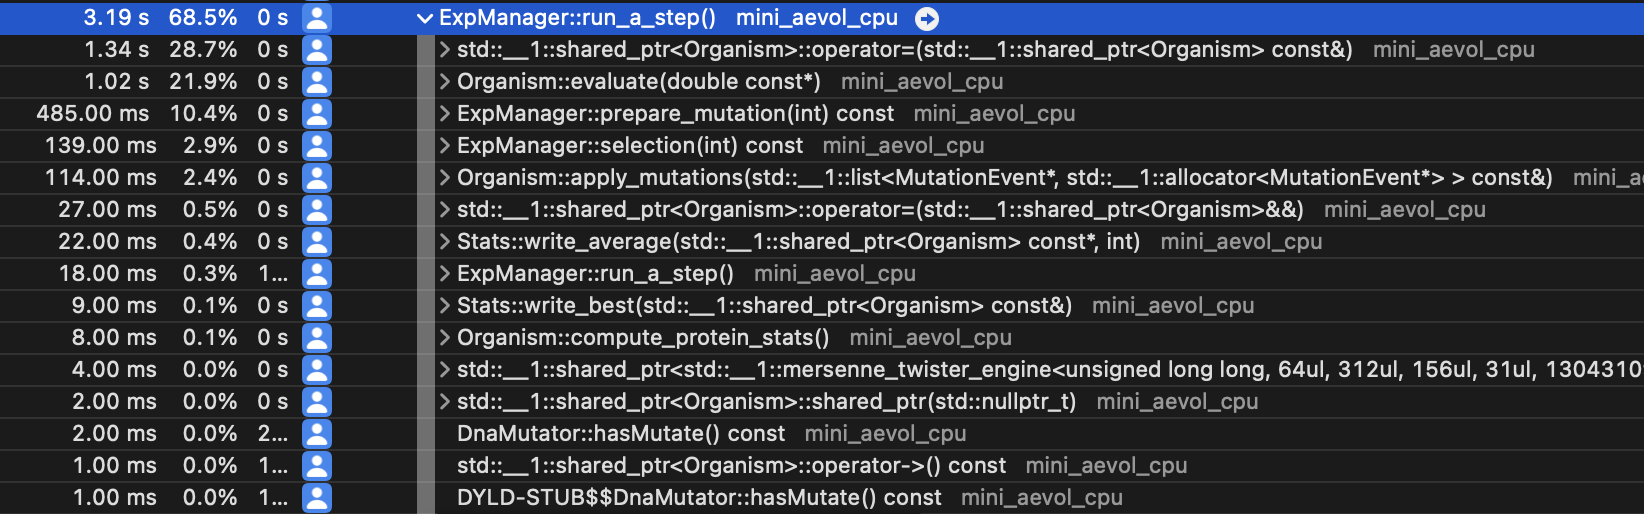 3.19 s 68.5% 0 s ExpManager::run_a_step() mini_aevol_cpu
1.34 s 28.7% 0 s std::__1::shared_ptr<Organism>::operator=(std::__1::shared_ptr<Organism> const&) mini_aevol_cpu
1.02 s 21.9% 0 s Organism::evaluate(double const*) mini_aevol_cpu
485.00 ms 10.4% 0 s ExpManager::prepare_mutation(int) const mini_aevol_cpu
139.00 ms 2.9% 0 s ExpManager::selection(int) const mini_aevol_cpu
114.00 ms 2.4% 0 s Organism::apply_mutations(std::__1::list<MutationEvent*, std::__1::allocator<MutationEvent*> > const&) mini_a
27.00 ms 0.5% 0 s std::__1::shared_ptr<Organism>::operator=(std::__1::shared_ptr<Organism>&&) mini_aevol_cpu
22.00 ms 0.4% 0 s Stats::write_average(std::__1::shared_ptr<Organism> const*, int) mini_aevol_cpu
18.00 ms 0.3% 1... ExpManager::run_a_step() mini_aevol_cpu
9.00 ms 0.1% 0 s Stats::write_best(std::__1::shared_ptr<Organism> const&) mini_aevol_cpu
8.00 ms 0.1% 0 s Organism::compute_protein_stats() mini_aevol_cpu
4.00 ms 0.0% 0 s std::__1::shared_ptr<std::__1::mersenne_twister_engine<unsigned long long, 64ul, 312ul, 156ul, 31ul, 1304310
2.00 ms 0.0% 0 s std::__1::shared_ptr<Organism>::shared_ptr(std::nullptr_t) mini_aevol_cpu
2.00 ms 0.0% 2... DnaMutator::hasMutate() const mini_aevol_cpu
1.00 ms 0.0% 1... std::__1::shared_ptr<Organism>::operator->() const mini_aevol_cpu
1.00 ms 0.0% 1... DYLD-STUB$$DnaMutator::hasMutate() const mini_aevol_cpu